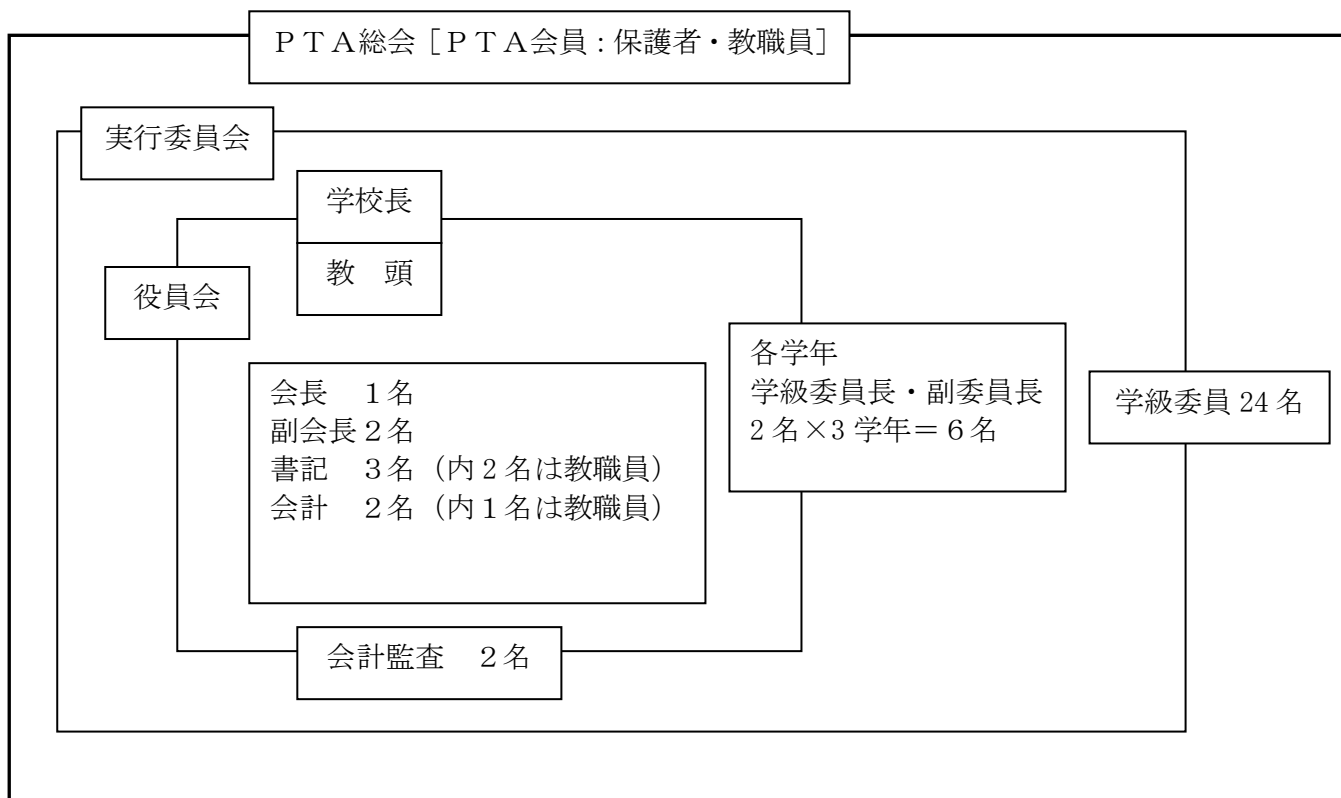 ＰＴＡ総会［ＰＴＡ会員：保護者・教職員］
実行委員会
学校長
教　頭
役員会
会長　１名
副会長２名
書記　３名（内２名は教職員）
会計　２名（内１名は教職員）
各学年
学級委員長・副委員長
2名×3学年＝６名
学級委員 24 名
会計監査　２名